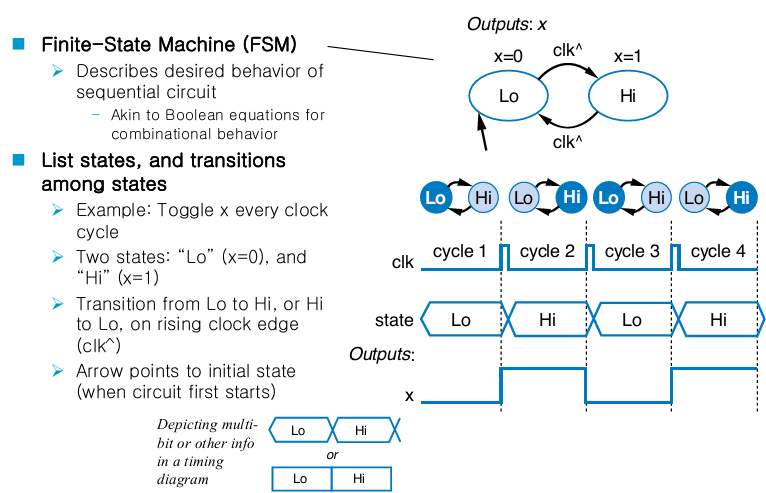 Finite-State Machine (FSM)
Describes desired behavior of
sequential circuit
– Akin to Boolean equations for
combinational behavior
List states, and transitions
among states
Example: Toggle x every clock
cycle
Two states: “Lo” (x=0), and
“Hi” (x=1)
Transition from Lo to Hi, or Hi
to Lo, on rising clock edge
(clk^)
Arrow points to initial state
(when circuit first starts)
Depicting multi-
bit or other info
in a timing
diagram
Lo Hi
or
Lo Hi
Outputs: x
x=0 clk^ x=1
Lo Hi
clk^
Lo Hi Lo Hi Lo Hi Lo Hi
clk cycle 1 cycle 2 cycle 3 cycle 4
state Lo Hi Lo Hi
Outputs:
x